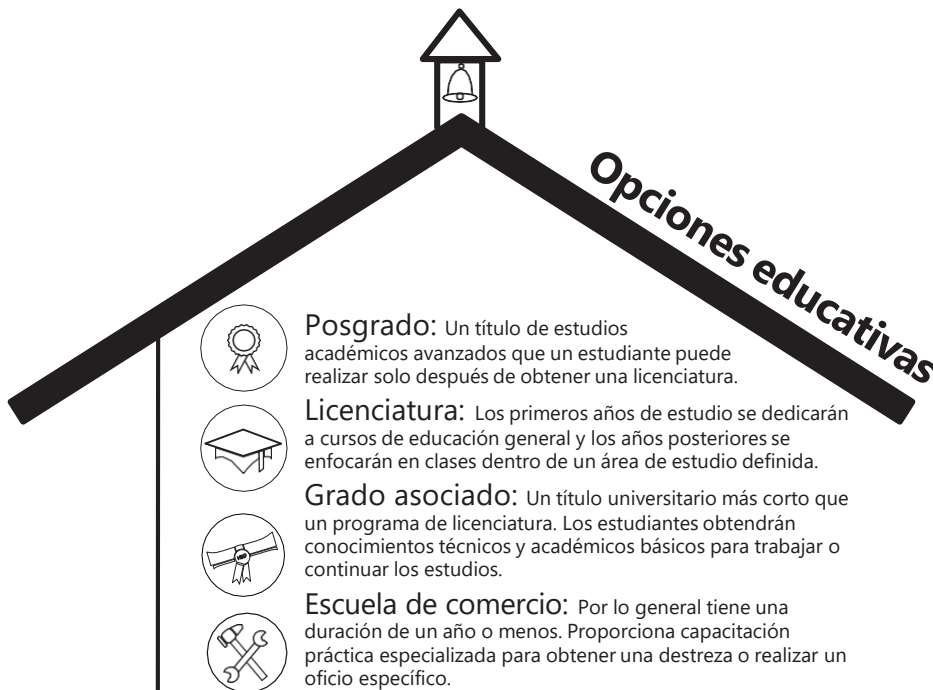 Opciones educativas
Posgrado: Un título de estudios
académicos avanzados que un estudiante puede
realizar solo después de obtener una licenciatura.
Licenciatura: Los primeros años de estudio se dedicarán
a cursos de educación general y los años posteriores se
enfocarán en clases dentro de un área de estudio definida.
Grado asociado: Un título universitario más corto que
un programa de licenciatura. Los estudiantes obtendrán
conocimientos técnicos y académicos básicos para trabajar o
continuar los estudios.
Escuela de comercio: Por lo general tiene una
duración de un año o menos. Proporciona capacitación
práctica especializada para obtener una destreza o realizar un
oficio específico.